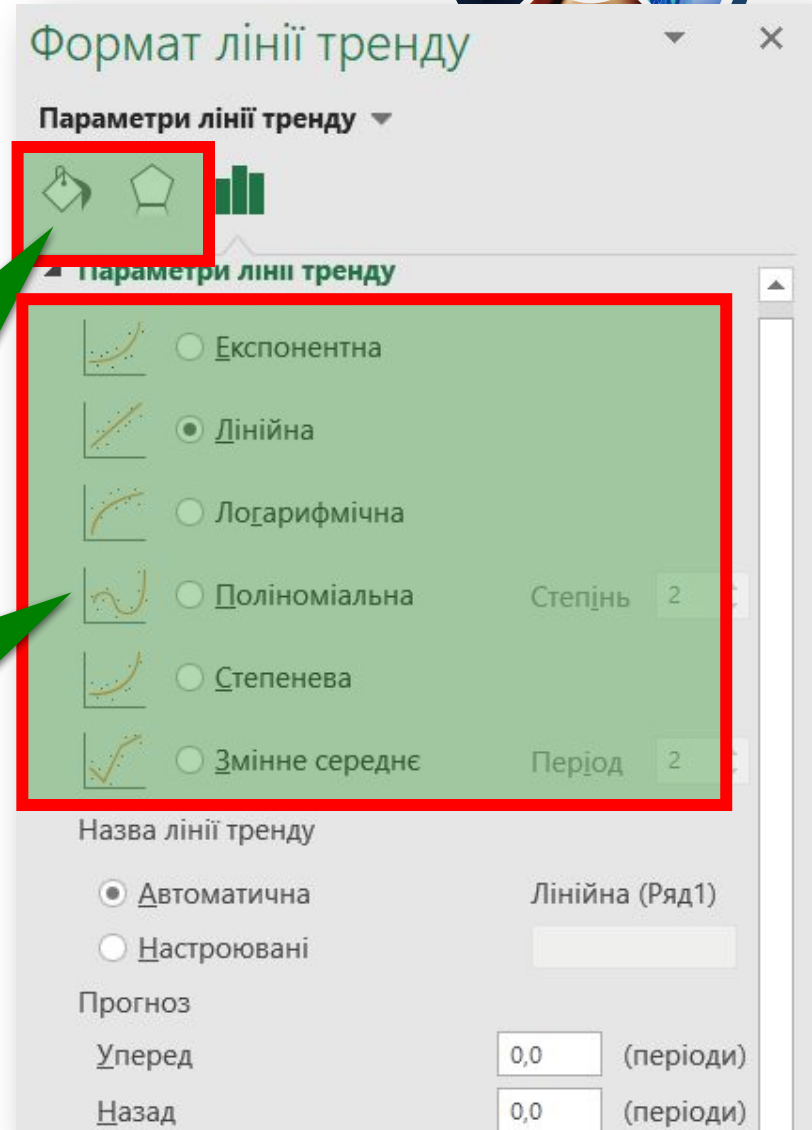 Формат лінії тренду
Параметри лінії тренду
Параметри лінії тренду
Експонентна
Лінійна
Логарифмічна
Поліноміальна Степінь 2
Степенева
Змінне середнє Період 2
Назва лінії тренду
Автоматична Лінійна (Ряд1)
Настроювані
Прогноз
Уперед 0,0 (періоди)
Назад 0,0 (періоди)